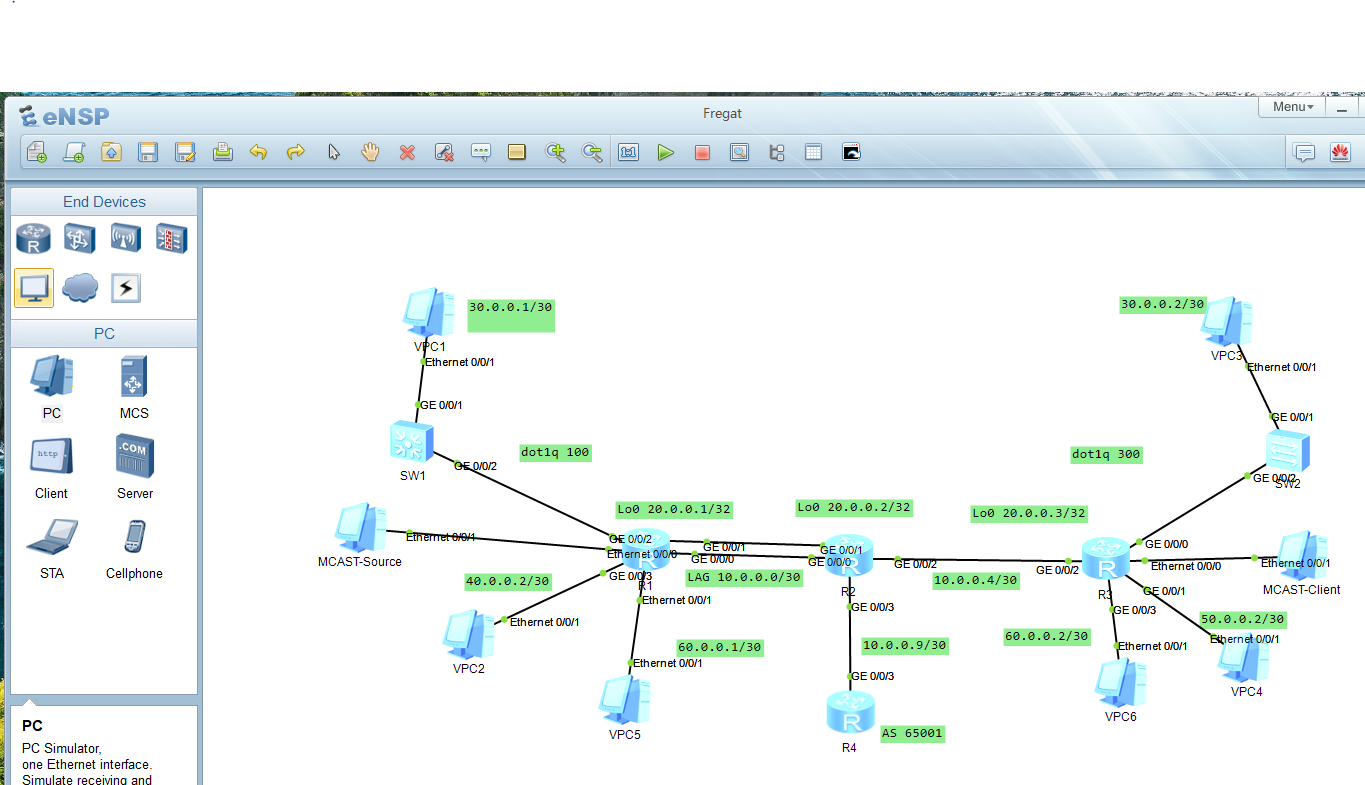 eNSP
Fregat
Menu
End Devices
PC
PC
MCS
Client
Server
STA
Cellphone
PC
PC Simulator,
one Ethernet interface.
Simulate receiving and
30.0.0.1/30
VPC1
Ethernet 0/0/1
GE 0/0/1
SW1
GE 0/0/2
dot1q 100
30.0.0.2/30
VPC3
Ethernet 0/0/1
GE 0/0/1
dot1q 300
GE 0/0/2
SW2
Lo0 20.0.0.1/32
Lo0 20.0.0.2/32
Lo0 20.0.0.3/32
MCAST-Source
Ethernet 0/0/1
GE 0/0/2
Ethernet 0/0/0
GE 0/0/3
R1
GE 0/0/1
GE 0/0/0
LAG 10.0.0.0/30
GE 0/0/1
GE 0/0/0
R2
GE 0/0/2
10.0.0.4/30
GE 0/0/2
R3
GE 0/0/0
Ethernet 0/0/0
GE 0/0/1
GE 0/0/3
Ethernet 0/0/1
MCAST-Client
40.0.0.2/30
Ethernet 0/0/1
VPC2
Ethernet 0/0/1
60.0.0.1/30
Ethernet 0/0/1
VPC5
GE 0/0/3
10.0.0.9/30
GE 0/0/3
R4
AS 65001
60.0.0.2/30
Ethernet 0/0/1
VPC6
50.0.0.2/30
Ethernet 0/0/1
VPC4